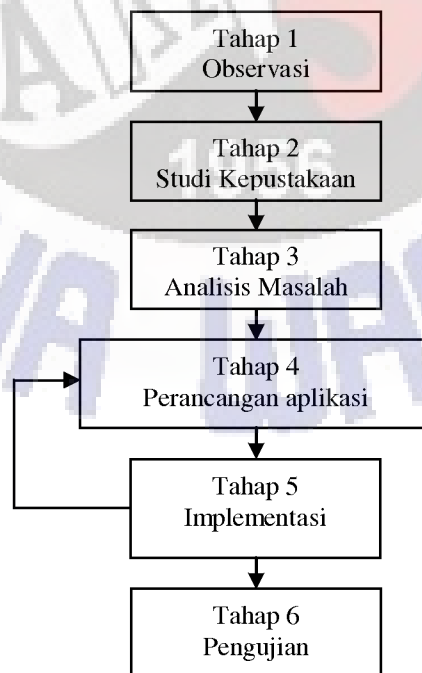 Tahap 1
Observasi
1956
Tahap 2
Studi Kepustakaan
Tahap 3
Analisis Masalah
Tahap 4
Perancangan aplikasi
Tahap 5
Implementasi
Tahap 6
Pengujian